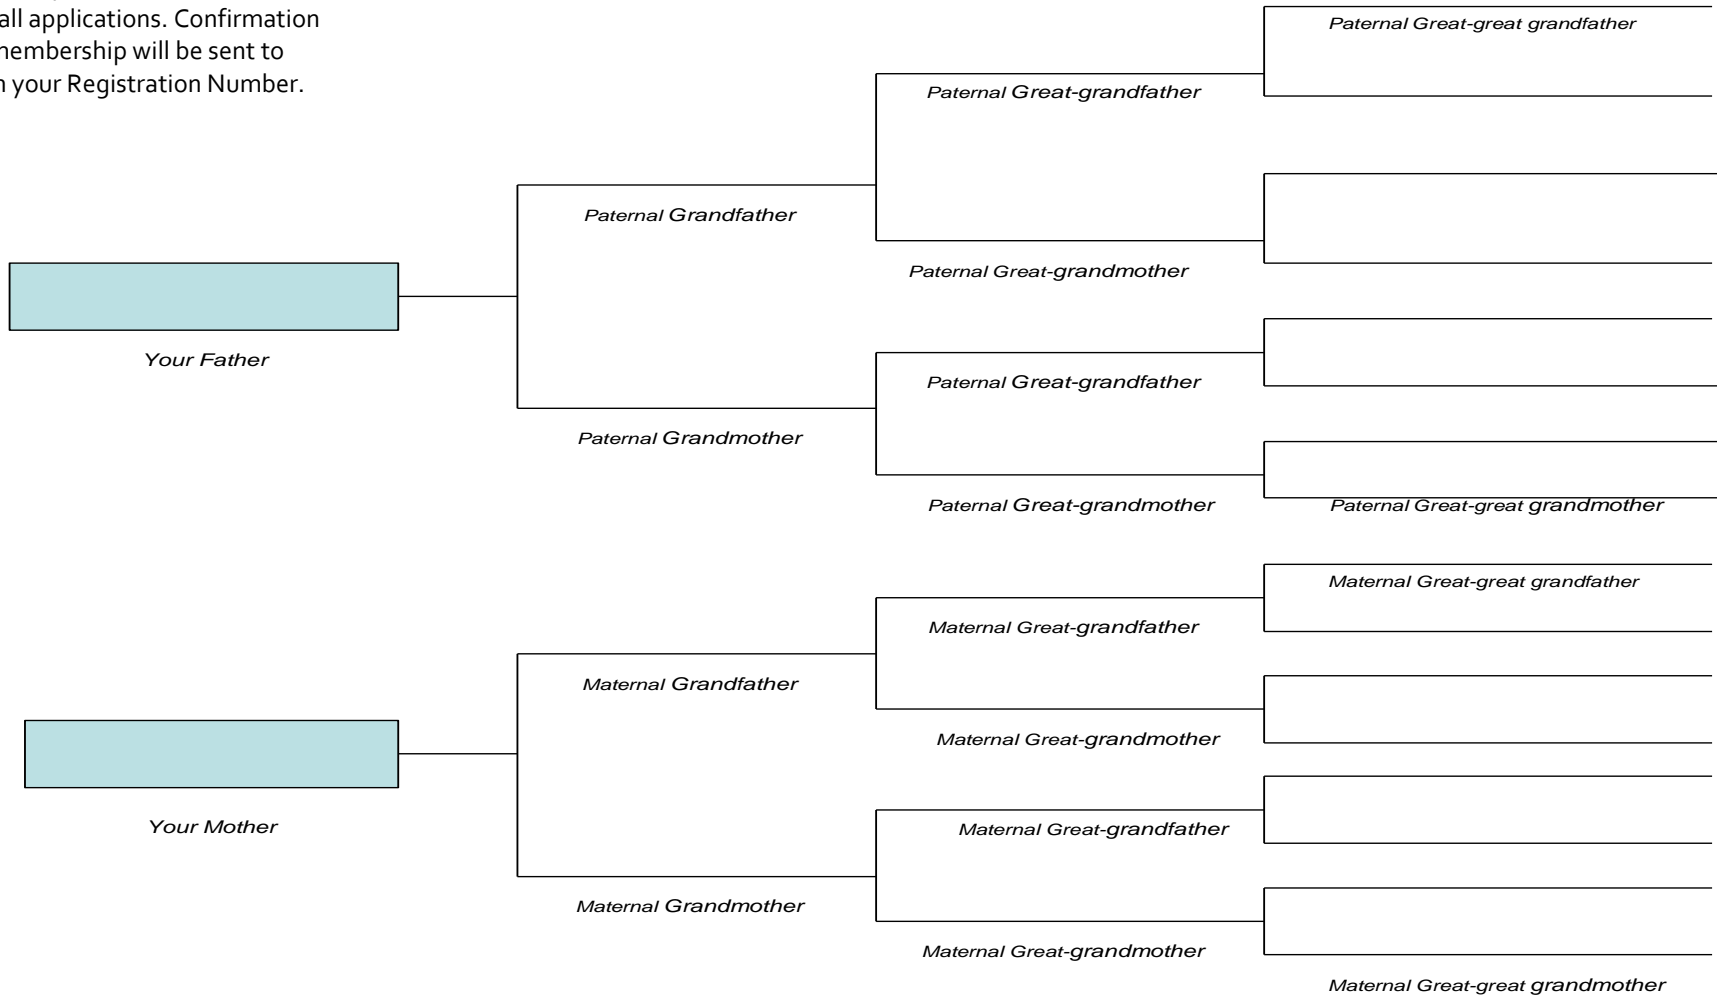 all applications. Confirmation
membership will be sent to
your Registration Number.
Paternal Great-great grandfather
Paternal Great-grandfather
Paternal Grandfather
Paternal Great-grandmother
Your Father
Paternal Great-grandfather
Paternal Grandmother
Paternal Great-grandmother
Paternal Great-great grandmother
Maternal Great-great grandfather
Maternal Great-grandfather
Maternal Grandfather
Maternal Great-grandmother
Your Mother
Maternal Great-grandfather
Maternal Grandmother
Maternal Great-grandmother
Maternal Great-great grandmother